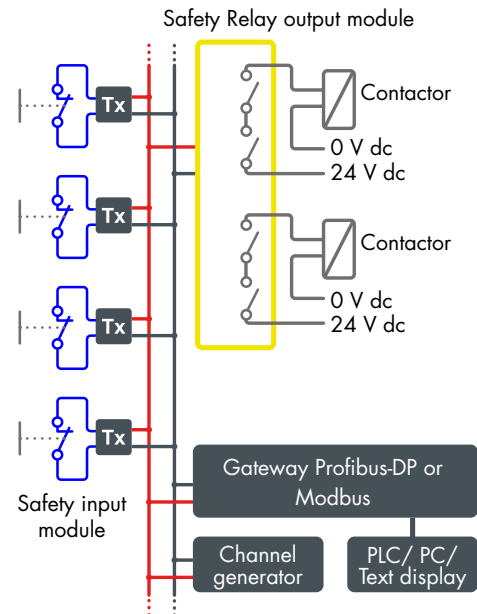 Safety Relay output module
Tx
Contactor
0 V dc
24 V dc
Tx
Contactor
0 V dc
24 V dc
Tx
Tx
Safety input
module
Gateway Profibus-DP or
Modbus
Channel
generator
PLC/ PC/
Text display